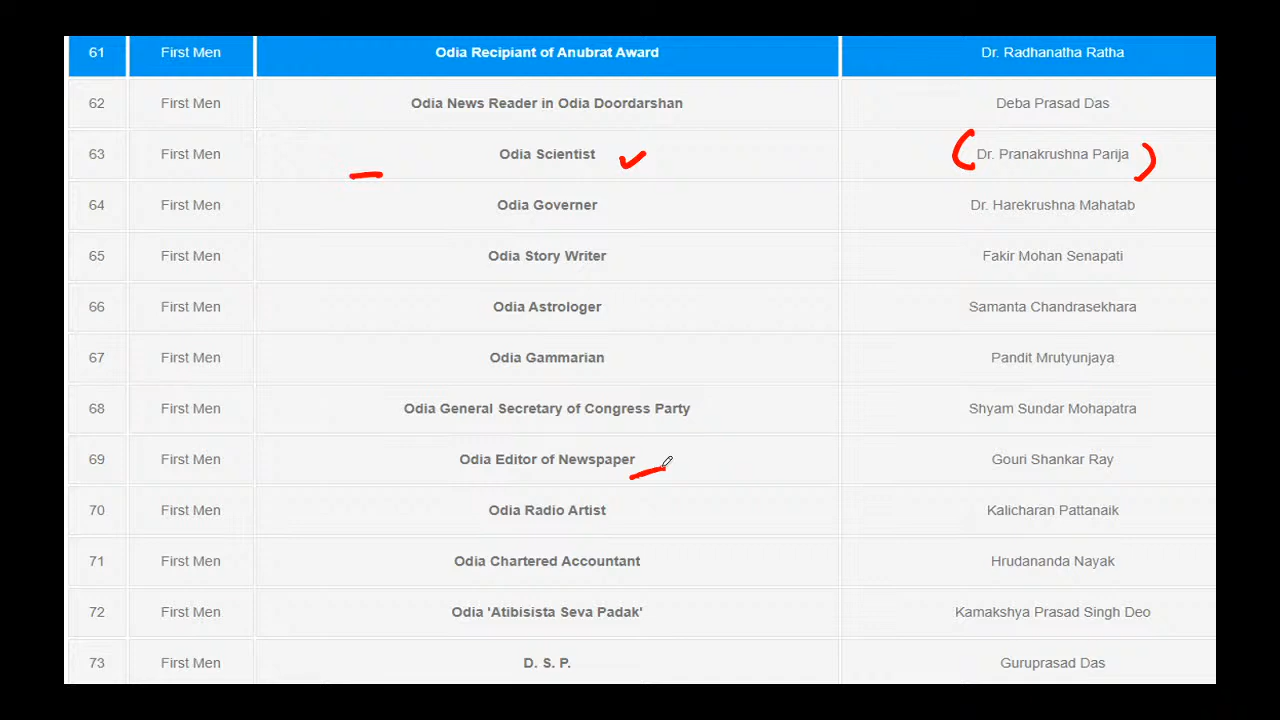 61 First Men Odia Recipiant of Anubrat Award Dr. Radhanatha Ratha
62 First Men Odia News Reader in Odia Doordarshan Deba Prasad Das
63 First Men Odia Scientist Dr. Pranakrushna Parija
64 First Men Odia Governer Dr. Harekrushna Mahatab
65 First Men Odia Story Writer Fakir Mohan Senapati
66 First Men Odia Astrologer Samanta Chandrasekhara
67 First Men Odia Gammarian Pandit Mrutyunjaya
68 First Men Odia General Secretary of Congress Party Shyam Sundar Mohapatra
69 First Men Odia Editor of Newspaper Gouri Shankar Ray
70 First Men Odia Radio Artist Kalicharan Pattanaik
71 First Men Odia Chartered Accountant Hrudananda Nayak
72 First Men Odia 'Atibisista Seva Padak' Kamakshya Prasad Singh Deo
73 First Men D. S. P. Guruprasad Das